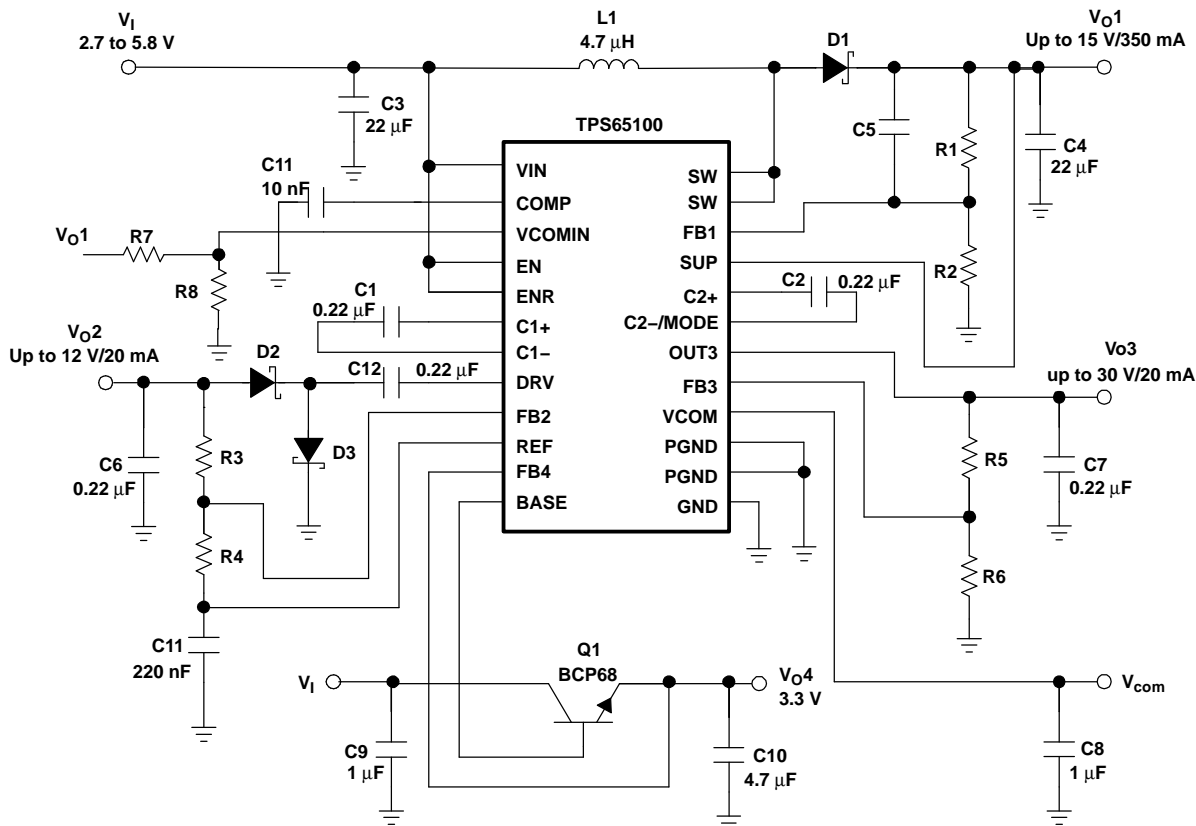 VI
2.7 to 5.8 V
L1
4.7 μH
D1
VO1
Up to 15 V/350 mA
C3
22 μF
TPS65100
C5
R1
C4
22 μF
C11
10 nF
VIN
SW
COMP
SW
VO1
R7
VCOMIN
FB1
EN
SUP
R2
R8
C1
0.22 μF
ENR
C2+
C2
0.22 μF
C1+
C2–/MODE
VO2
Up to 12 V/20 mA
D2
C12
0.22 μF
C1–
OUT3
Vo3
up to 30 V/20 mA
DRV
FB3
FB2
VCOM
C6
0.22 μF
R3
D3
REF
PGND
R5
C7
0.22 μF
FB4
PGND
BASE
GND
R4
R6
C11
220 nF
Q1
BCP68
VI
VO4
3.3 V
Vcom
C9
1 μF
C10
4.7 μF
C8
1 μF